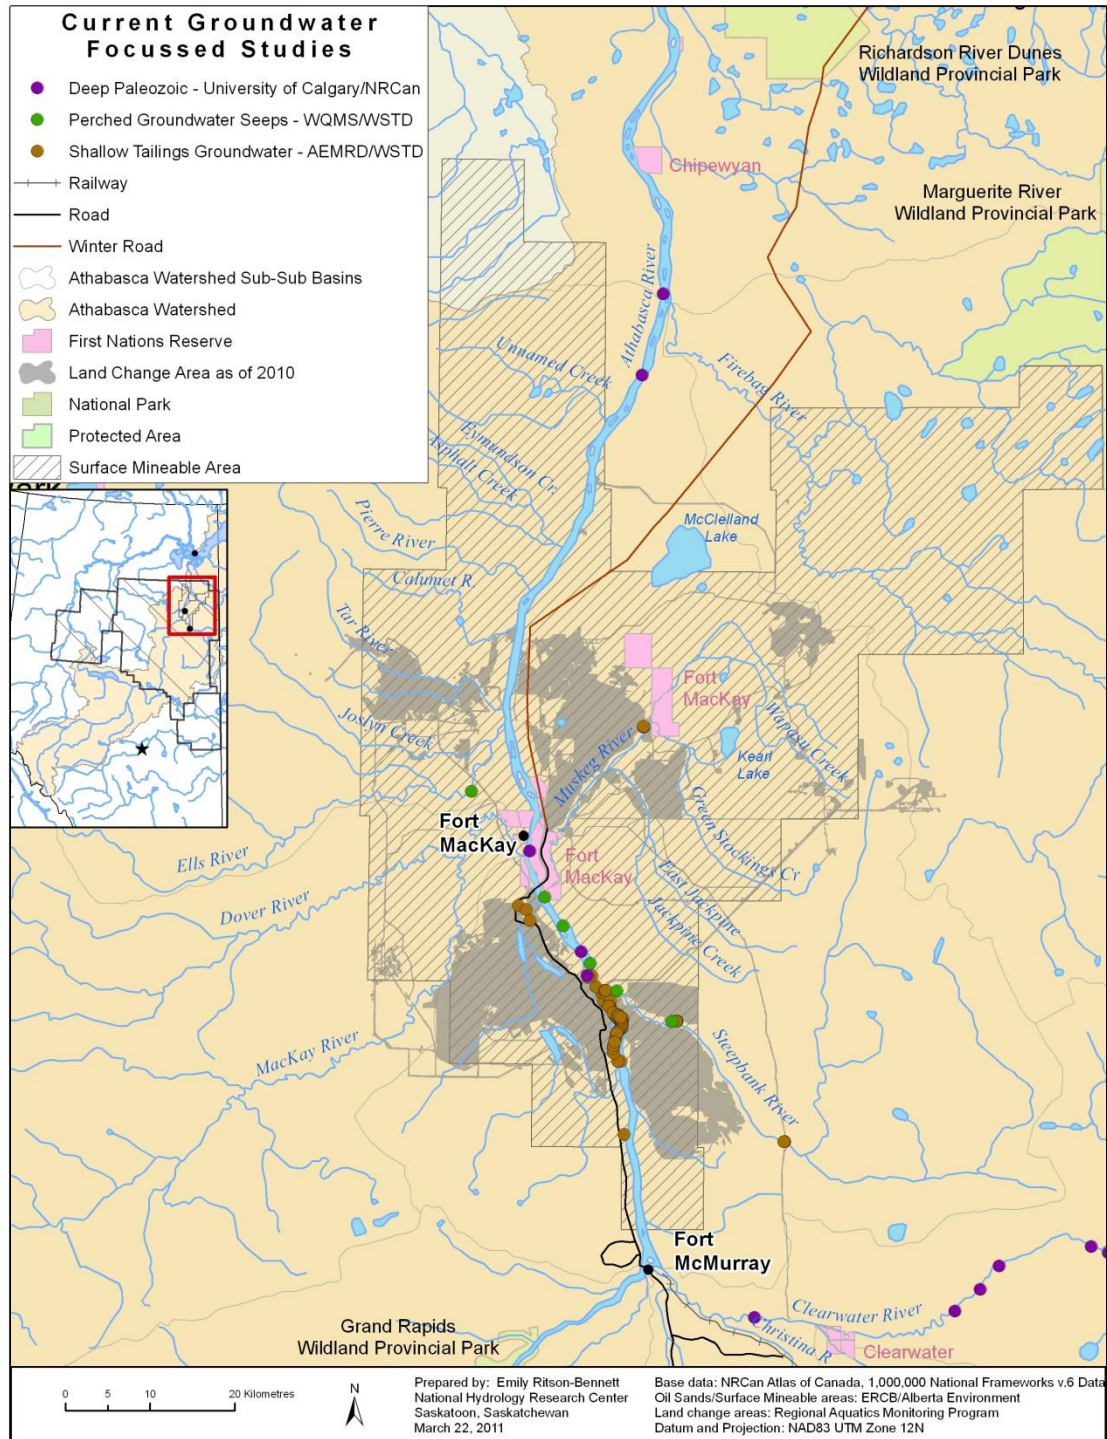 Current Groundwater
Focussed Studies
Deep Paleozoic - University of Calgary/NRCan
Perched Groundwater Seeps - WQMS/WSTD
Shallow Tailings Groundwater - AEMRD/WSTD
Railway
Road
Winter Road
Athabasca Watershed Sub-Sub Basins
Athabasca Watershed
First Nations Reserve
Land Change Area as of 2010
National Park
Protected Area
Surface Mineable Area
Richardson River Dunes
Wildland Provincial Park
Chipewyan
Marguerite River
Wildland Provincial Park
Athabasca River
Unnamed Creek
Firebag River
Eymundson Cr.
Asphalt Creek
Pierre River
McClelland
Lake
Calumet R.
Tar River
Fort
MacKay
Joslyn Creek
Wapasu Creek
Muskeg River
Kearl
Lake
Green Stockings Cr
Fort
MacKay
Fort
MacKay
Ells River
East Jackpine
Dover River
Jackpine Creek
MacKay River
Steepbank River
Fort
McMurray
Clearwater River
Christina R
Clearwater
Grand Rapids
Wildland Provincial Park
0 5 10 20 Kilometres
N
Prepared by: Emily Ritson-Bennett
National Hydrology Research Center
Saskatoon, Saskatchewan
March 22, 2011
Base data: NRCan Atlas of Canada, 1,000,000 National Frameworks v.6 Data
Oil Sands/Surface Mineable areas: ERCB/Alberta Environment
Land change areas: Regional Aquatics Monitoring Program
Datum and Projection: NAD83 UTM Zone 12N